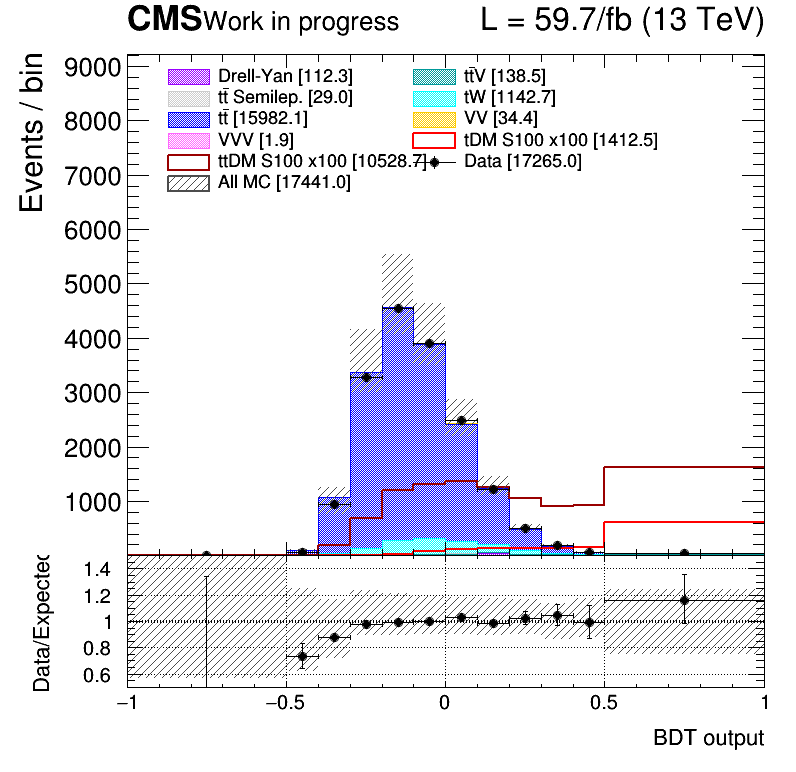 CMS Work in progress L = 59.7/fb (13 TeV)
Events / bin
9000
8000
7000
6000
5000
4000
3000
2000
1000
Drell-Yan [112.3]
tt̄V [138.5]
tt̄ Semilep. [29.0]
tW [1142.7]
tt̄ [15982.1]
VV [34.4]
VVV [1.9]
tDM S100 x100 [1412.5]
ttDM S100 x100 [10528.7]
Data [17265.0]
All MC [17441.0]
Data/Expected
1.4
1.2
1
0.8
0.6
−1 −0.5 0 0.5 1
BDT output